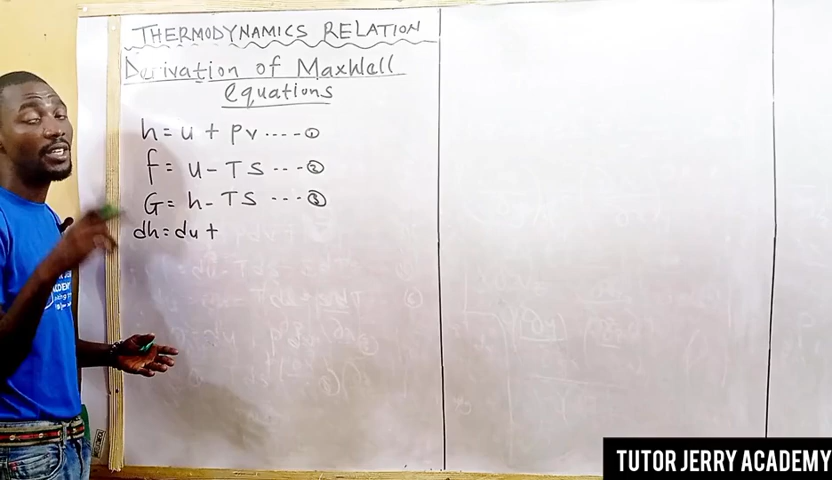 THERMODYNAMICS RELATION
Derivation of Maxwell
Equations
h = u + pv ---- ①
f = u - TS --- ②
G = h - TS --- ③
dh = du +
TUTOR JERRY ACADEMY